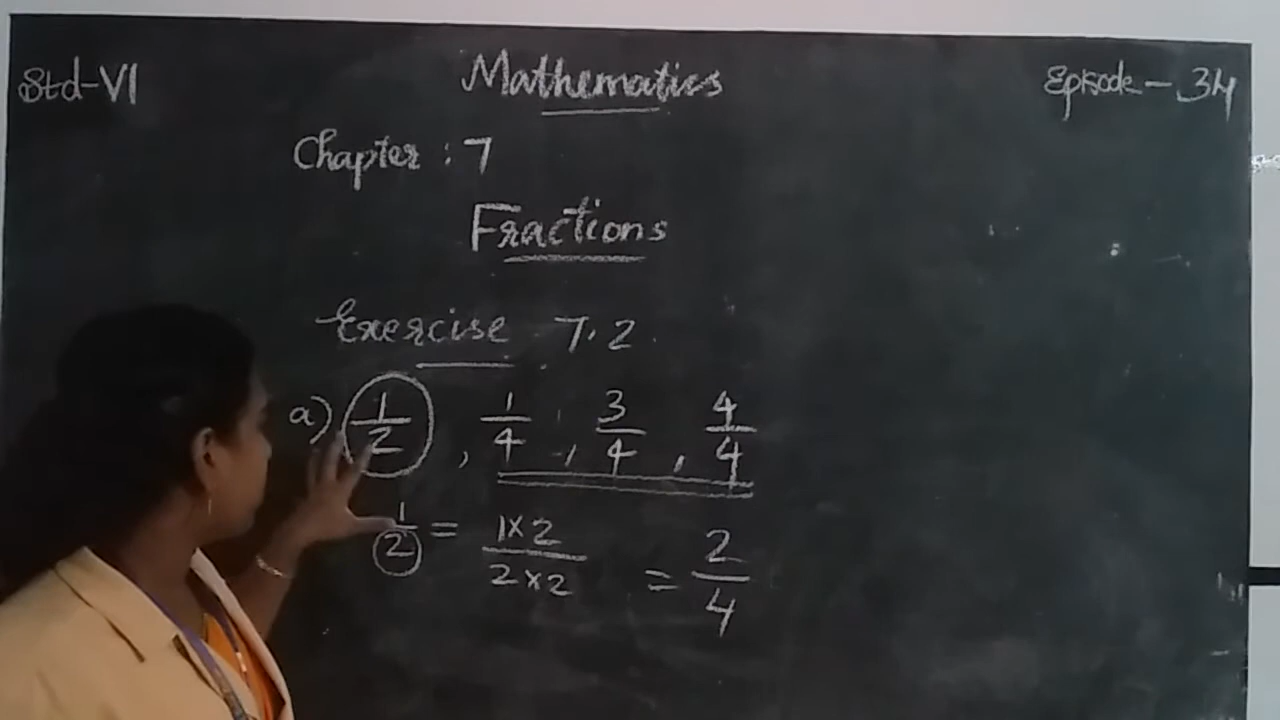 Std-VI Mathematics Episode-34
Chapter : 7
Fractions
Exercise 7.2
a) 1/2, 1/4, 3/4, 4/4
1/2 = 1×2/2×2 = 2/4